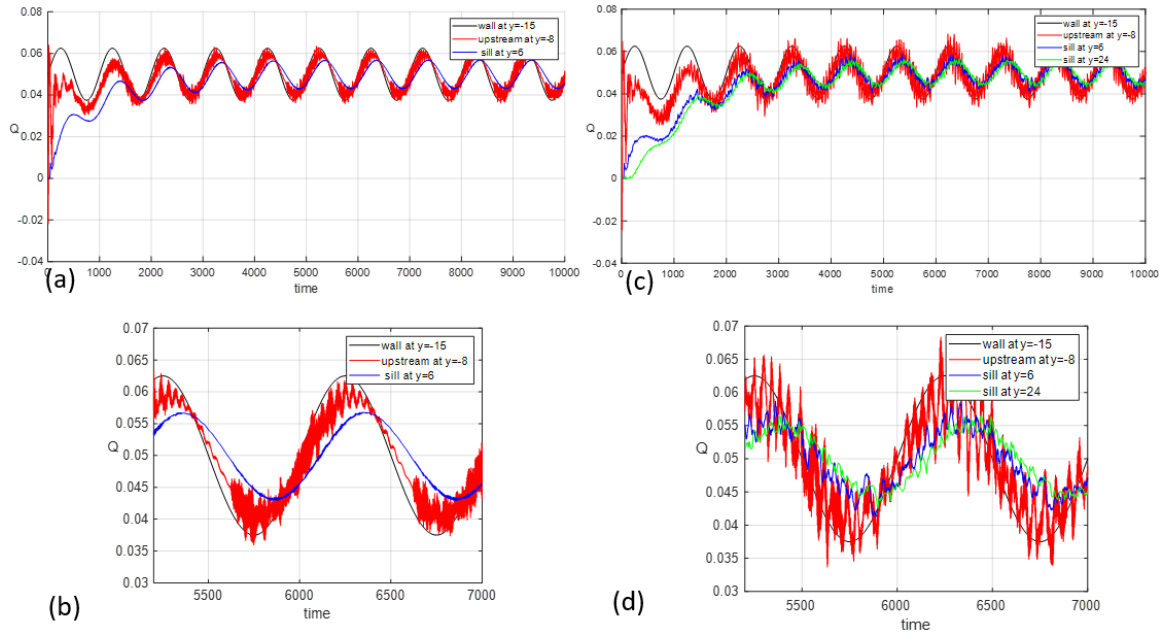 0.08
0.06
0.04
0.02
0
-0.02
-0.04
Q
wall at y=-15
upstream at y=-8
sill at y=6
0 1000 2000 3000 4000 5000 6000 7000 8000 9000 10000
time
(a)
0.08
0.06
0.04
0.02
0
-0.02
-0.04
Q
wall at y=-15
upstream at y=-8
sill at y=6
sill at y=24
0 1000 2000 3000 4000 5000 6000 7000 8000 9000 10000
time
(c)
0.07
0.065
0.06
0.055
0.05
0.045
0.04
0.035
0.03
Q
wall at y=-15
upstream at y=-8
sill at y=6
5500 6000 6500 7000
time
(b)
0.07
0.065
0.06
0.055
0.05
0.045
0.04
0.035
0.03
Q
wall at y=-15
upstream at y=-8
sill at y=6
sill at y=24
5500 6000 6500 7000
time
(d)